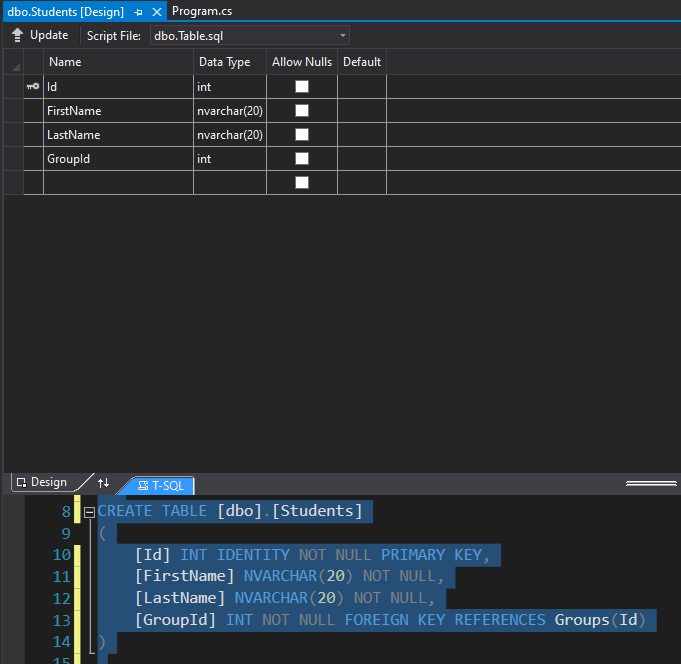 dbo.Students [Design] Program.cs
Update Script File: dbo.Table.sql
Name Data Type Allow Nulls Default
Id int
FirstName nvarchar(20)
LastName nvarchar(20)
GroupId int
Design T-SQL
8 CREATE TABLE [dbo].[Students]
9 (
10 [Id] INT IDENTITY NOT NULL PRIMARY KEY,
11 [FirstName] NVARCHAR(20) NOT NULL,
12 [LastName] NVARCHAR(20) NOT NULL,
13 [GroupId] INT NOT NULL FOREIGN KEY REFERENCES Groups(Id)
14 )
15